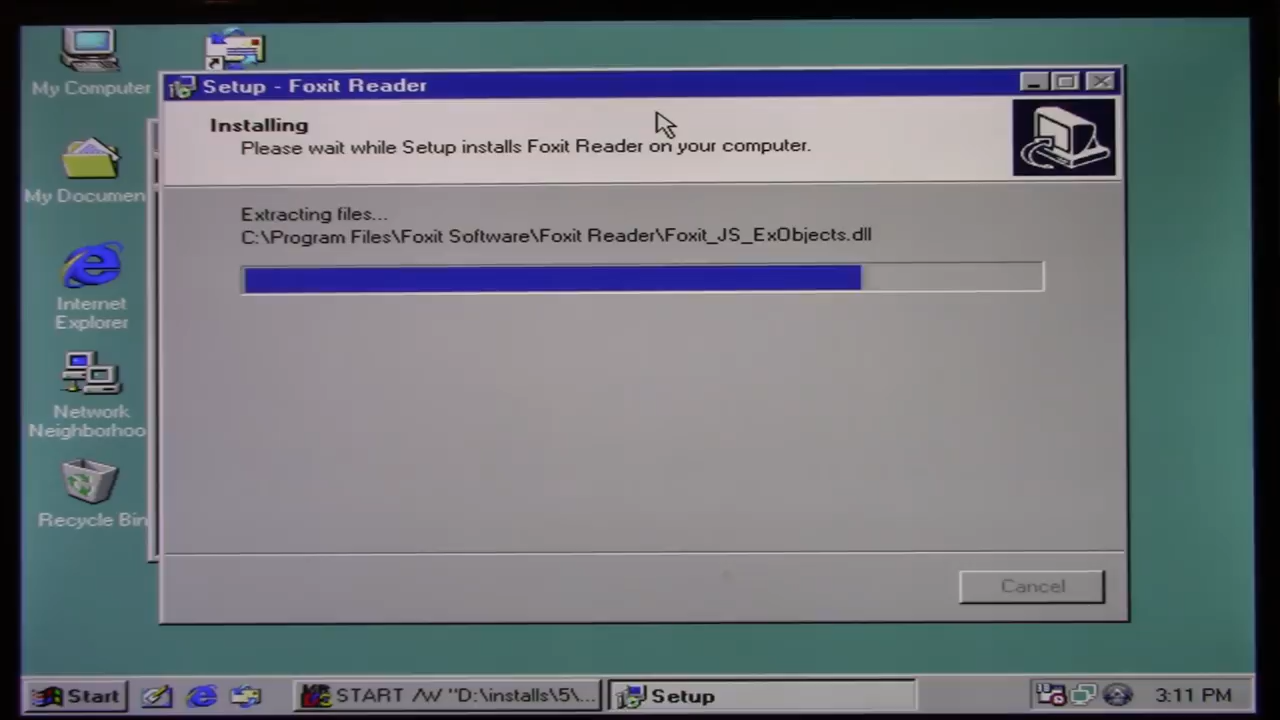 My Computer
Setup - Foxit Reader
Installing
Please wait while Setup installs Foxit Reader on your computer.
My Documen
Extracting files...
C:\Program Files\Foxit Software\Foxit Reader\Foxit_JS_ExObjects.dll
Internet
Explorer
Network
Neighborhoo
Recycle Bin
Cancel
Start
START /W "D:\installs\5\...
Setup
3:11 PM